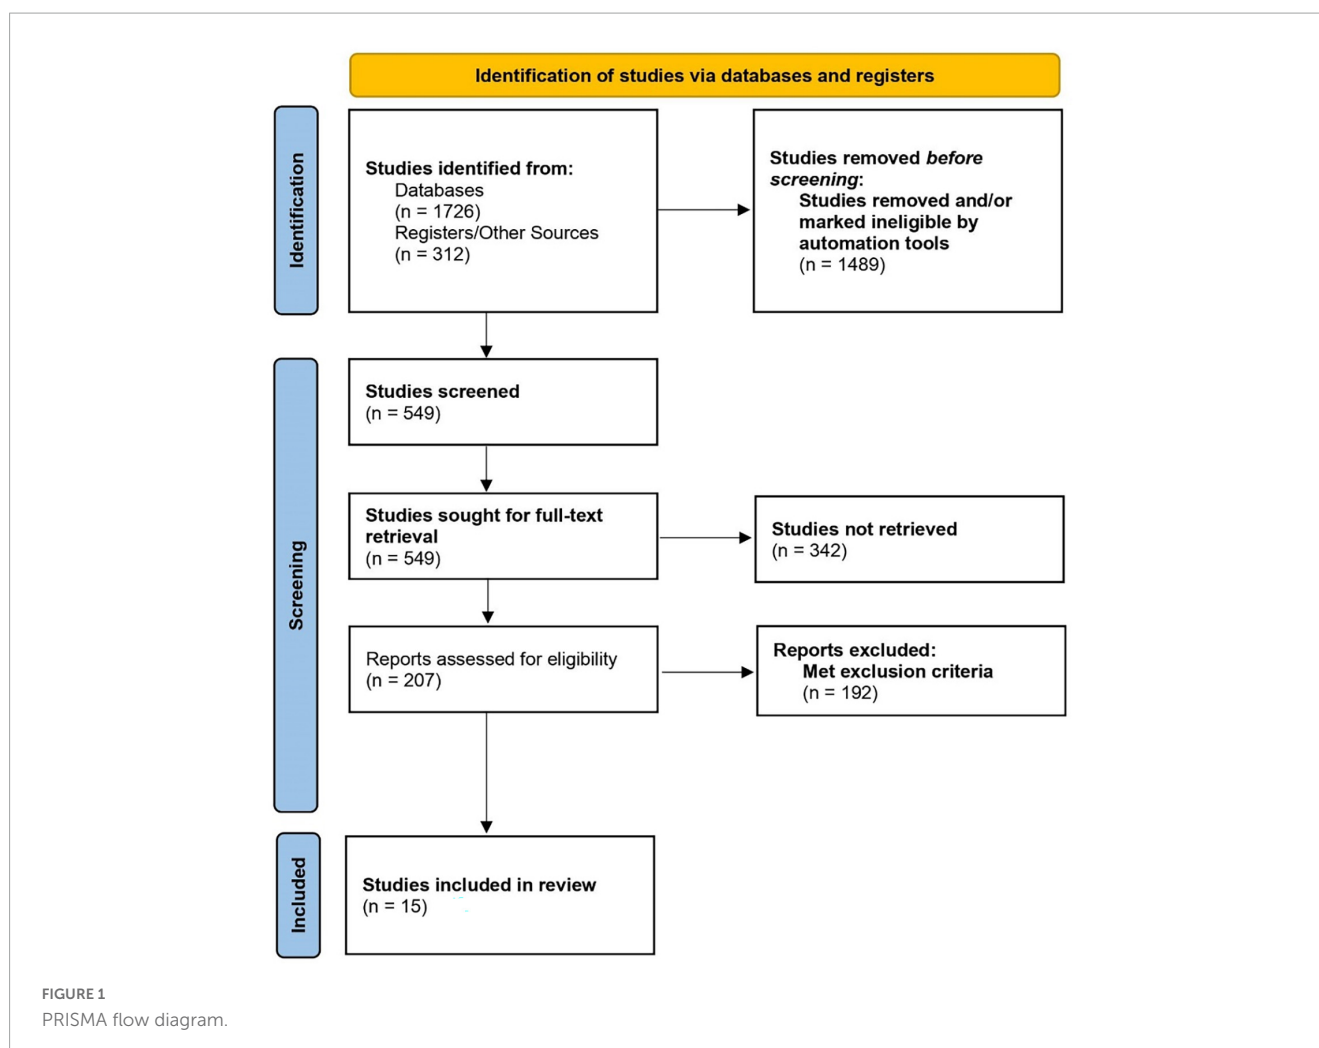 Identification of studies via databases and registers
Identification
Studies identified from:
Databases
(n = 1726)
Registers/Other Sources
(n = 312)
Studies removed before
screening:
Studies removed and/or
marked ineligible by
automation tools
(n = 1489)
Screening
Studies screened
(n = 549)
Studies sought for full-text
retrieval
(n = 549)
Studies not retrieved
(n = 342)
Reports assessed for eligibility
(n = 207)
Reports excluded:
Met exclusion criteria
(n = 192)
Included
Studies included in review
(n = 15)
FIGURE 1
PRISMA flow diagram.